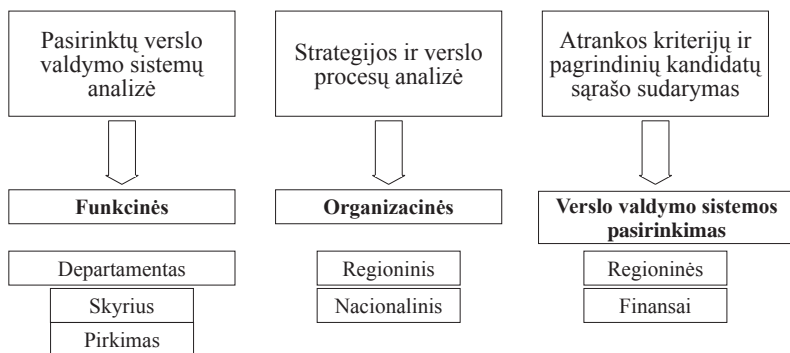 Pasirinktų verslo
valdymo sistemų
analizė
Strategijos ir verslo
procesų analizė
Atrankos kriterijų ir
pagrindinių kandidatų
sąrašo sudarymas
Funkcinės
Organizacinės
Verslo valdymo sistemos
pasirinkimas
Departamentas
Regioninis
Regioninės
Skyrius
Nacionalinis
Finansai
Pirkimas